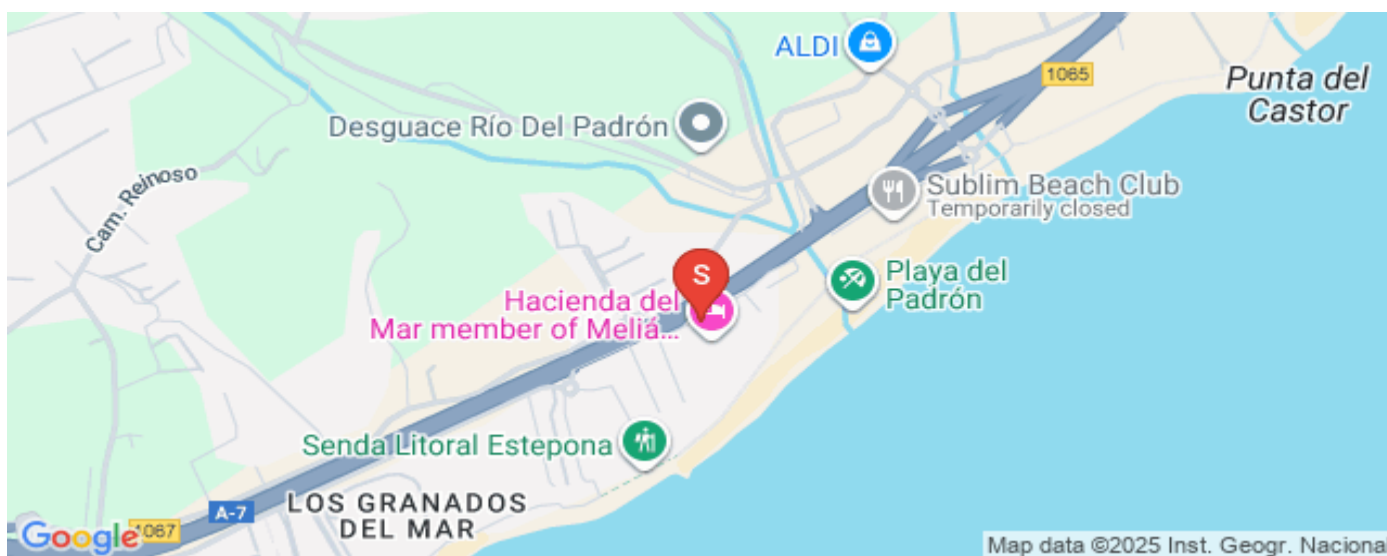 ALDI
1065
Punta del
Castor
Desguace Río Del Padrón
Cam. Reinoso
Sublim Beach Club
Temporarily closed
S
Playa del
Padrón
Hacienda del
Mar member of Meliá...
Senda Litoral Estepona
LOS GRANADOS
DEL MAR
A-7
1067
Google
Map data ©2025 Inst. Geogr. Naciona